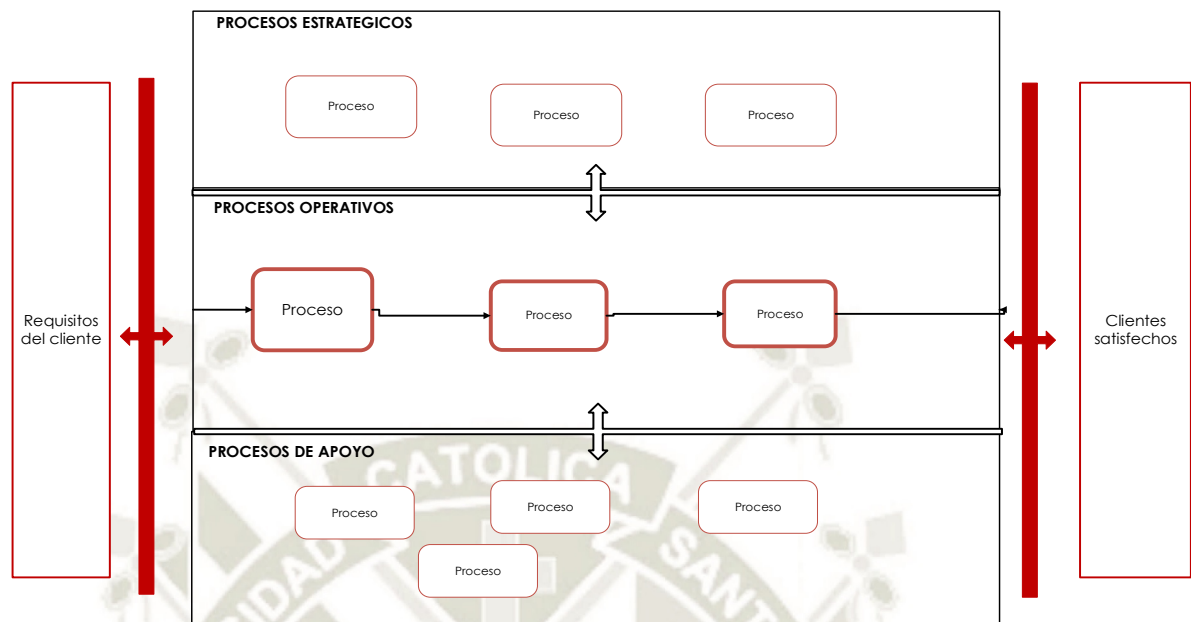 PROCESOS ESTRATEGICOS
Proceso
Proceso
Proceso
PROCESOS OPERATIVOS
Requisitos
del cliente
Proceso
Proceso
Proceso
Clientes
satisfechos
PROCESOS DE APOYO
CATOLICA
Proceso
Proceso
Proceso
Proceso